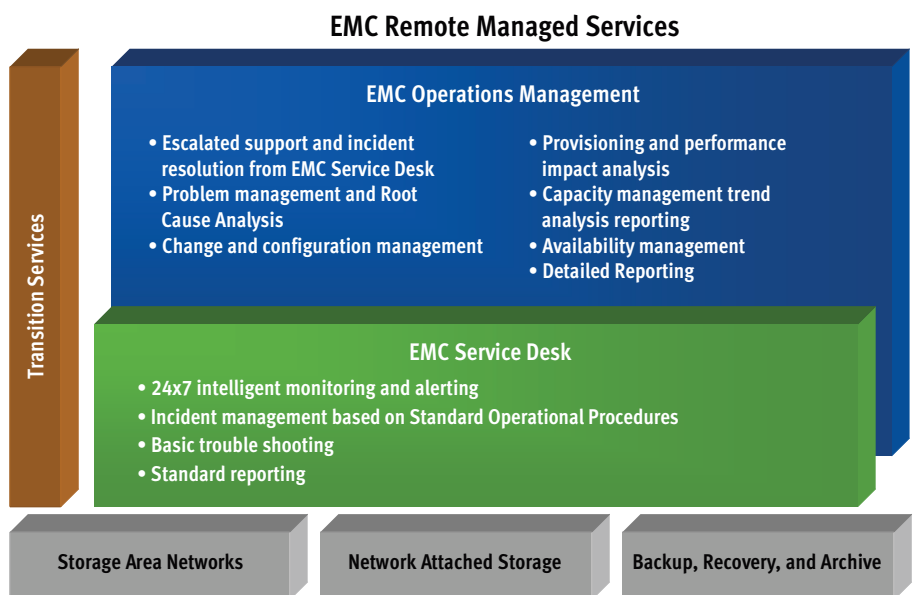 EMC Remote Managed Services
Transition Services
EMC Operations Management
• Escalated support and incident
resolution from EMC Service Desk
• Problem management and Root
Cause Analysis
• Change and configuration management
• Provisioning and performance
impact analysis
• Capacity management trend
analysis reporting
• Availability management
• Detailed Reporting
EMC Service Desk
• 24x7 intelligent monitoring and alerting
• Incident management based on Standard Operational Procedures
• Basic trouble shooting
• Standard reporting
Storage Area Networks
Network Attached Storage
Backup, Recovery, and Archive